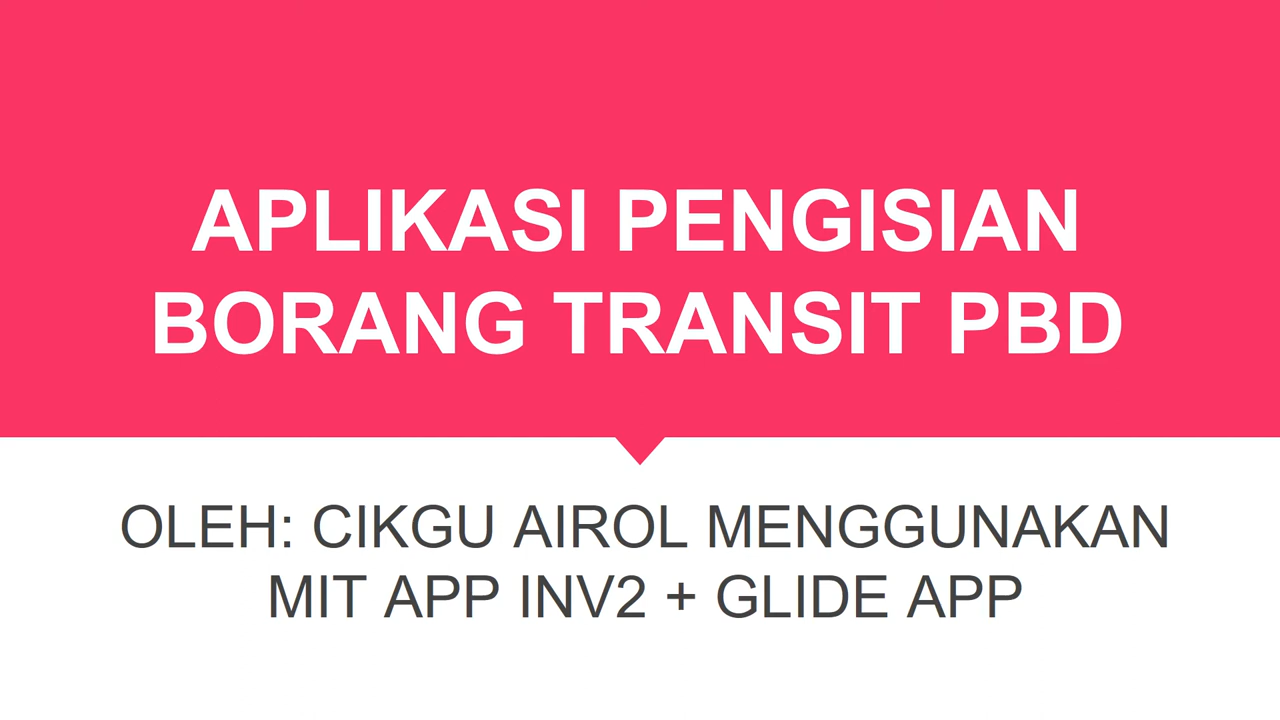 APLIKASI PENGISIAN
BORANG TRANSIT PBD
OLEH: CIKGU AIROL MENGGUNAKAN
MIT APP INV2 + GLIDE APP